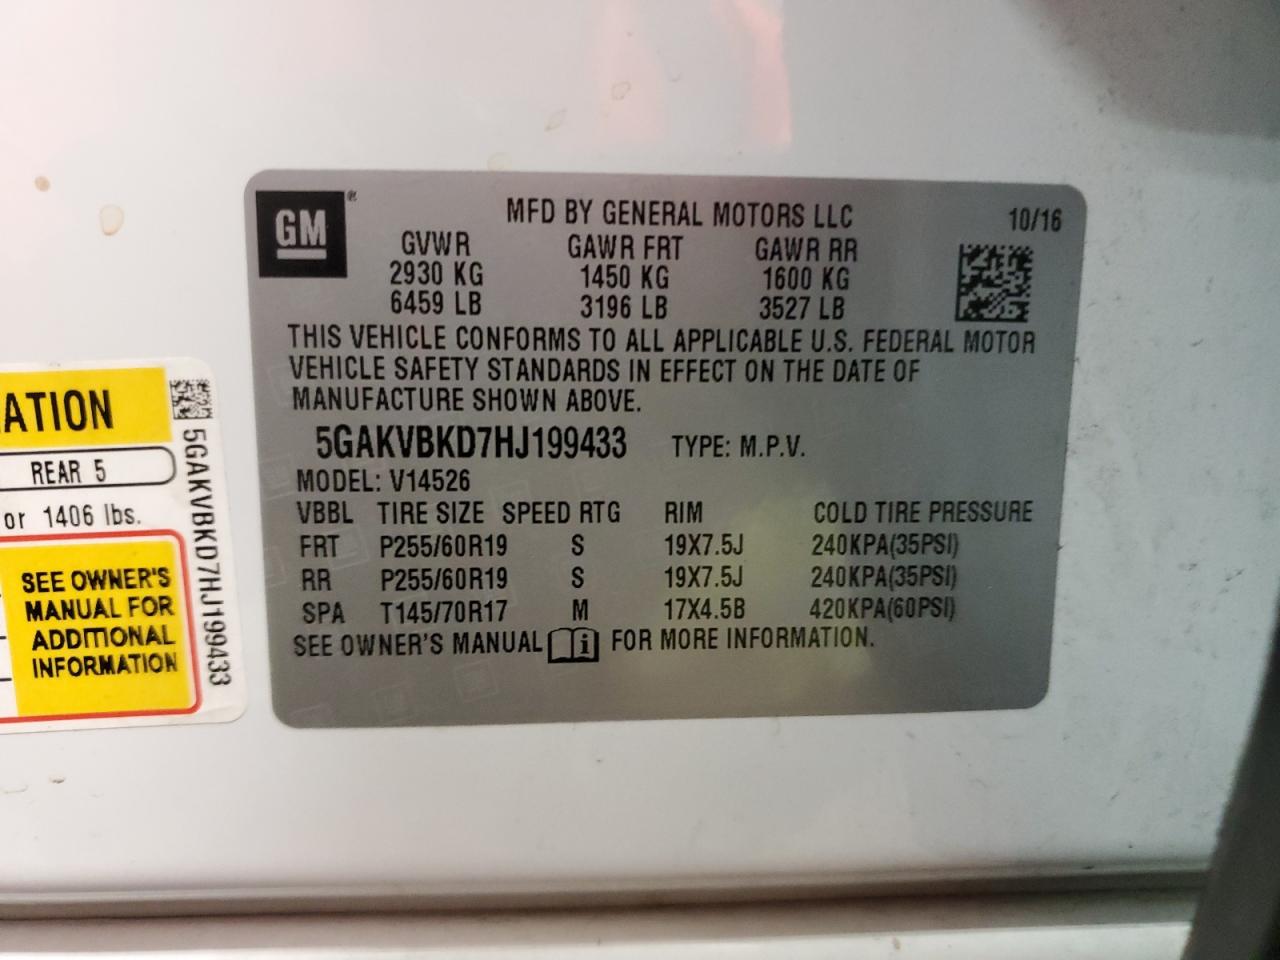 GM ®
MFD BY GENERAL MOTORS LLC 10/16
GVWR GAWR FRT GAWR RR
2930 KG 1450 KG 1600 KG
6459 LB 3196 LB 3527 LB
THIS VEHICLE CONFORMS TO ALL APPLICABLE U.S. FEDERAL MOTOR
VEHICLE SAFETY STANDARDS IN EFFECT ON THE DATE OF
MANUFACTURE SHOWN ABOVE.
5GAKVBKD7HJ199433 TYPE: M.P.V.
MODEL: V14526
VBBL TIRE SIZE SPEED RTG RIM COLD TIRE PRESSURE
FRT P255/60R19 S 19X7.5J 240KPA(35PSI)
RR P255/60R19 S 19X7.5J 240KPA(35PSI)
SPA T145/70R17 M 17X4.5B 420KPA(60PSI)
SEE OWNER'S MANUAL i FOR MORE INFORMATION.
ATION
REAR 5
or 1406 lbs.
SEE OWNER'S
MANUAL FOR
ADDITIONAL
INFORMATION
5GAKVBKD7HJ199433